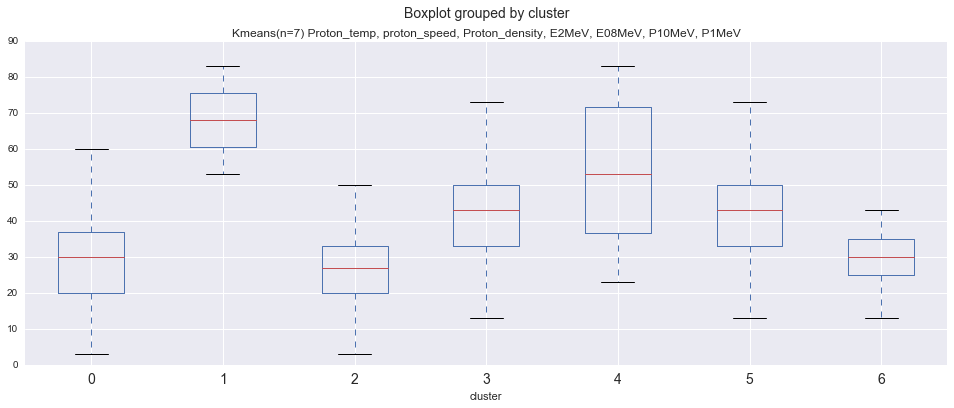 Boxplot grouped by cluster
Kmeans(n=7) Proton_temp, proton_speed, Proton_density, E2MeV, E08MeV, P10MeV, P1MeV
90
80
70
60
50
40
30
20
10
0
0 1 2 3 4 5 6
cluster